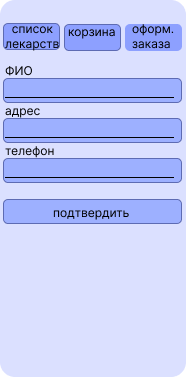 список
лекарств
корзина
оформ.
заказа
ФИО
адрес
телефон
подтвердить